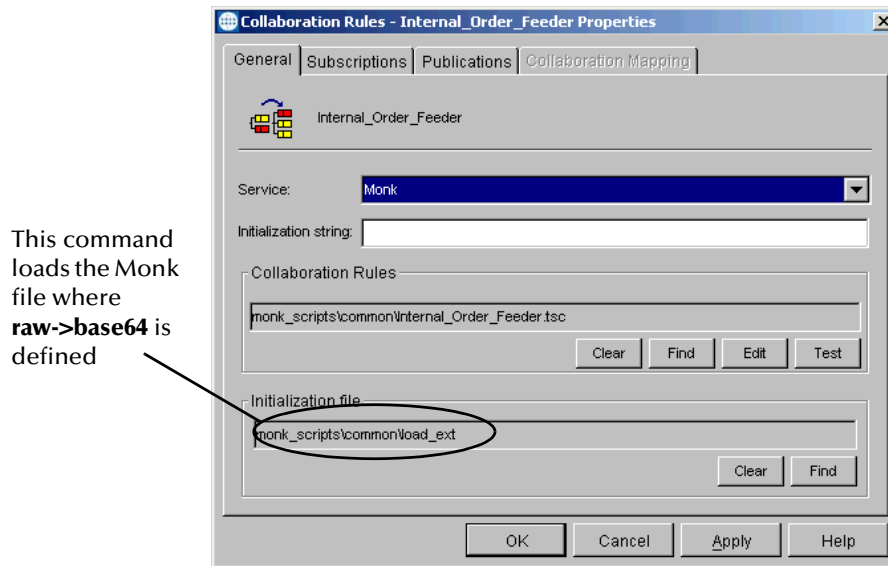 Collaboration Rules - Internal_Order_Feeder Properties
General Subscriptions Publications Collaboration Mapping
Internal_Order_Feeder
Service: Monk
Initialization string:
Collaboration Rules
monk_scripts\common\Internal_Order_Feeder.tsc
Clear Find Edit Test
This command
loads the Monk
file where
raw->base64 is
defined
Initialization file
monk_scripts\common\load_ext
Clear Find
OK Cancel Apply Help